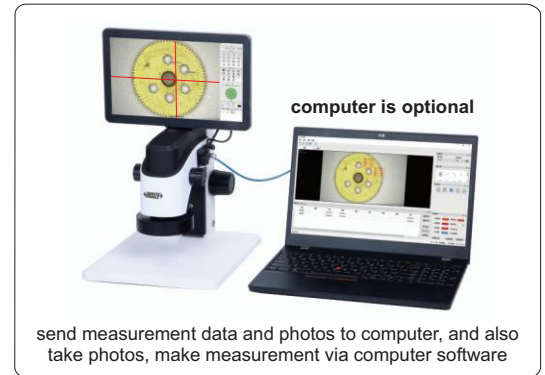 computer is optional
send measurement data and photos to computer, and also
take photos, make measurement via computer software